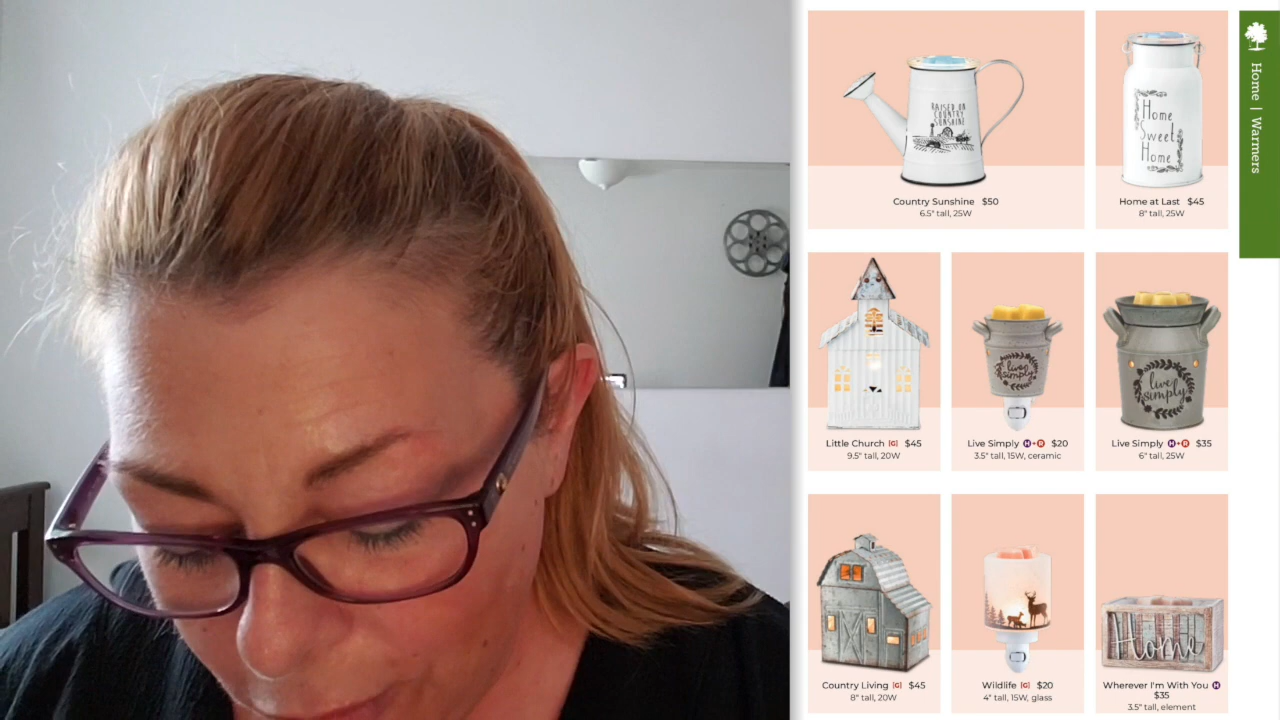 RAISED ON
COUNTRY
SUNSHINE
Country Sunshine $50
6.5" tall, 25W
Home
Sweet
Home
Home at Last $45
8" tall, 25W
Home | Warmers
Little Church [G] $45
9.5" tall, 20W
live
simply
Live Simply H+R $20
3.5" tall, 15W, ceramic
live
simply
Live Simply H+R $35
6" tall, 25W
Country Living [G] $45
8" tall, 20W
Wildlife [G] $20
4" tall, 15W, glass
Home
Wherever I'm With You H
$35
3.5" tall, element